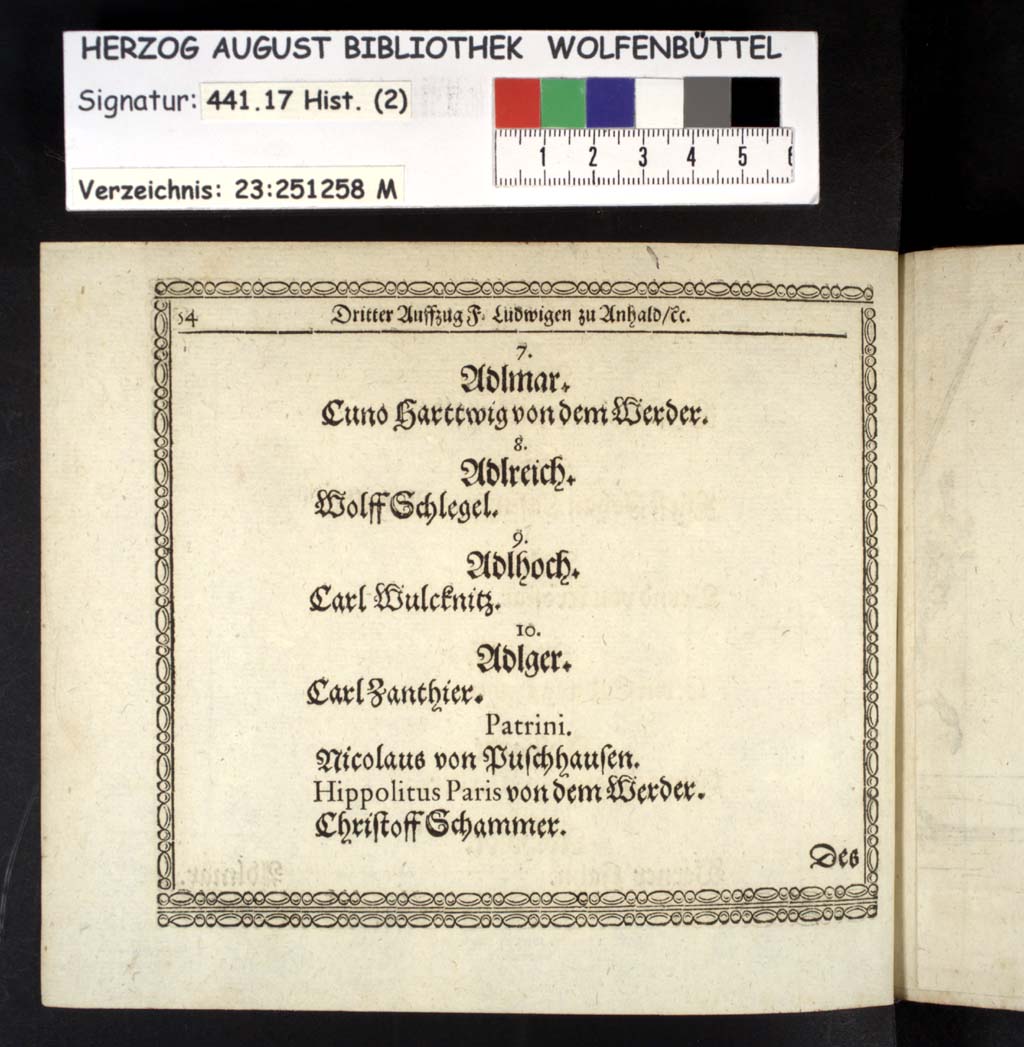 HERZOG AUGUST BIBLIOTHEK WOLFENBÜTTEL
Signatur: 441.17 Hist. (2)
1 2 3 4 5 6
Verzeichnis: 23:251258 M
54 Dritter Auffzug F. Ludwigen zu Anhald/ꝛc.
7.
Adlmar.
Cuno Harttwig von dem Werder.
8.
Adlreich.
Wolff Schlegel.
9.
Adlhoch.
Carl Wulcknitz.
10.
Adlger.
Carl Zanthier.
Patrini.
Nicolaus von Puſchhauſen.
Hippolitus Paris von dem Werder.
Chriſtoff Schammer.
Des